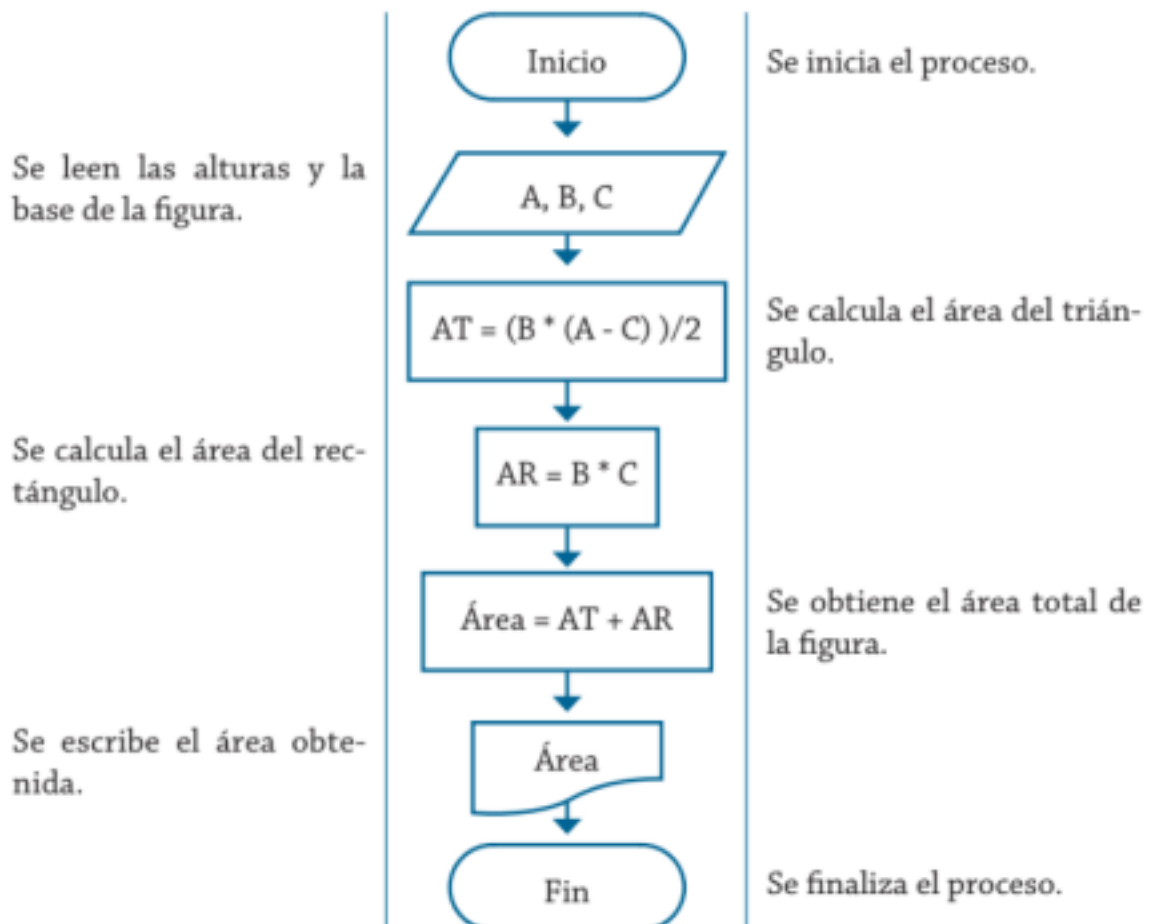 Inicio
Se inicia el proceso.
Se leen las alturas y la
base de la figura.
A, B, C
AT = (B * (A - C) )/2
Se calcula el área del trián-
gulo.
Se calcula el área del rec-
tángulo.
AR = B * C
Área = AT + AR
Se obtiene el área total de
la figura.
Se escribe el área obte-
nida.
Área
Fin
Se finaliza el proceso.